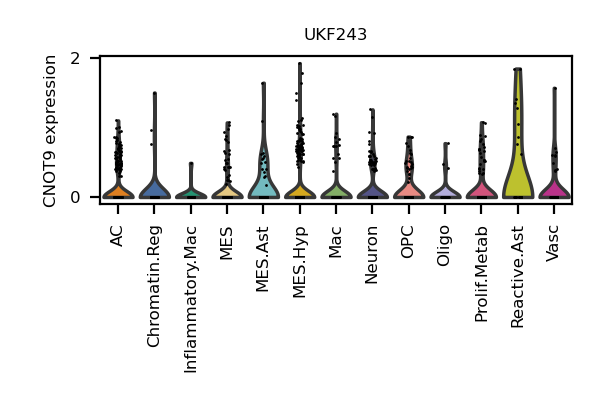 UKF243
CNOT9 expression
2
0
AC
Chromatin.Reg
Inflammatory.Mac
MES
MES.Ast
MES.Hyp
Mac
Neuron
OPC
Oligo
Prolif.Metab
Reactive.Ast
Vasc